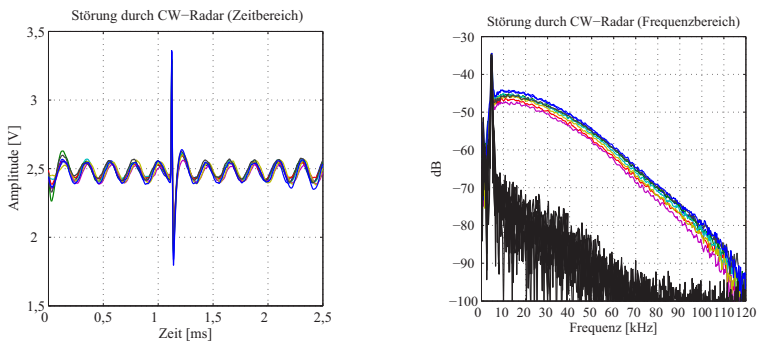 Störung durch CW−Radar (Zeitbereich)
3,5
3
2,5
2
1,5
Amplitude [V]
0 0,5 1 1,5 2 2,5
Zeit [ms]
Störung durch CW−Radar (Frequenzbereich)
−30
−40
−50
−60
−70
−80
−90
−100
dB
0 10 20 30 40 50 60 70 80 90 100 110 120
Frequenz [kHz]